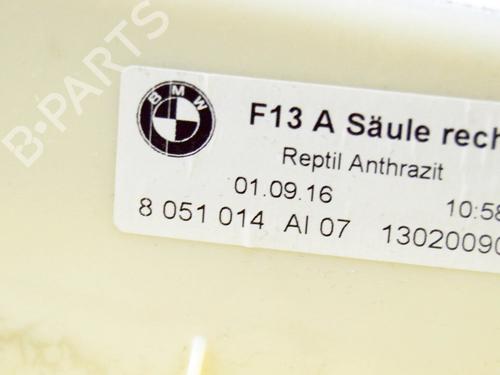 B-PARTS
BMW
F13 A Säule rech
Reptil Anthrazit
01.09.16 10:58
8 051 014 AI 07 13020090